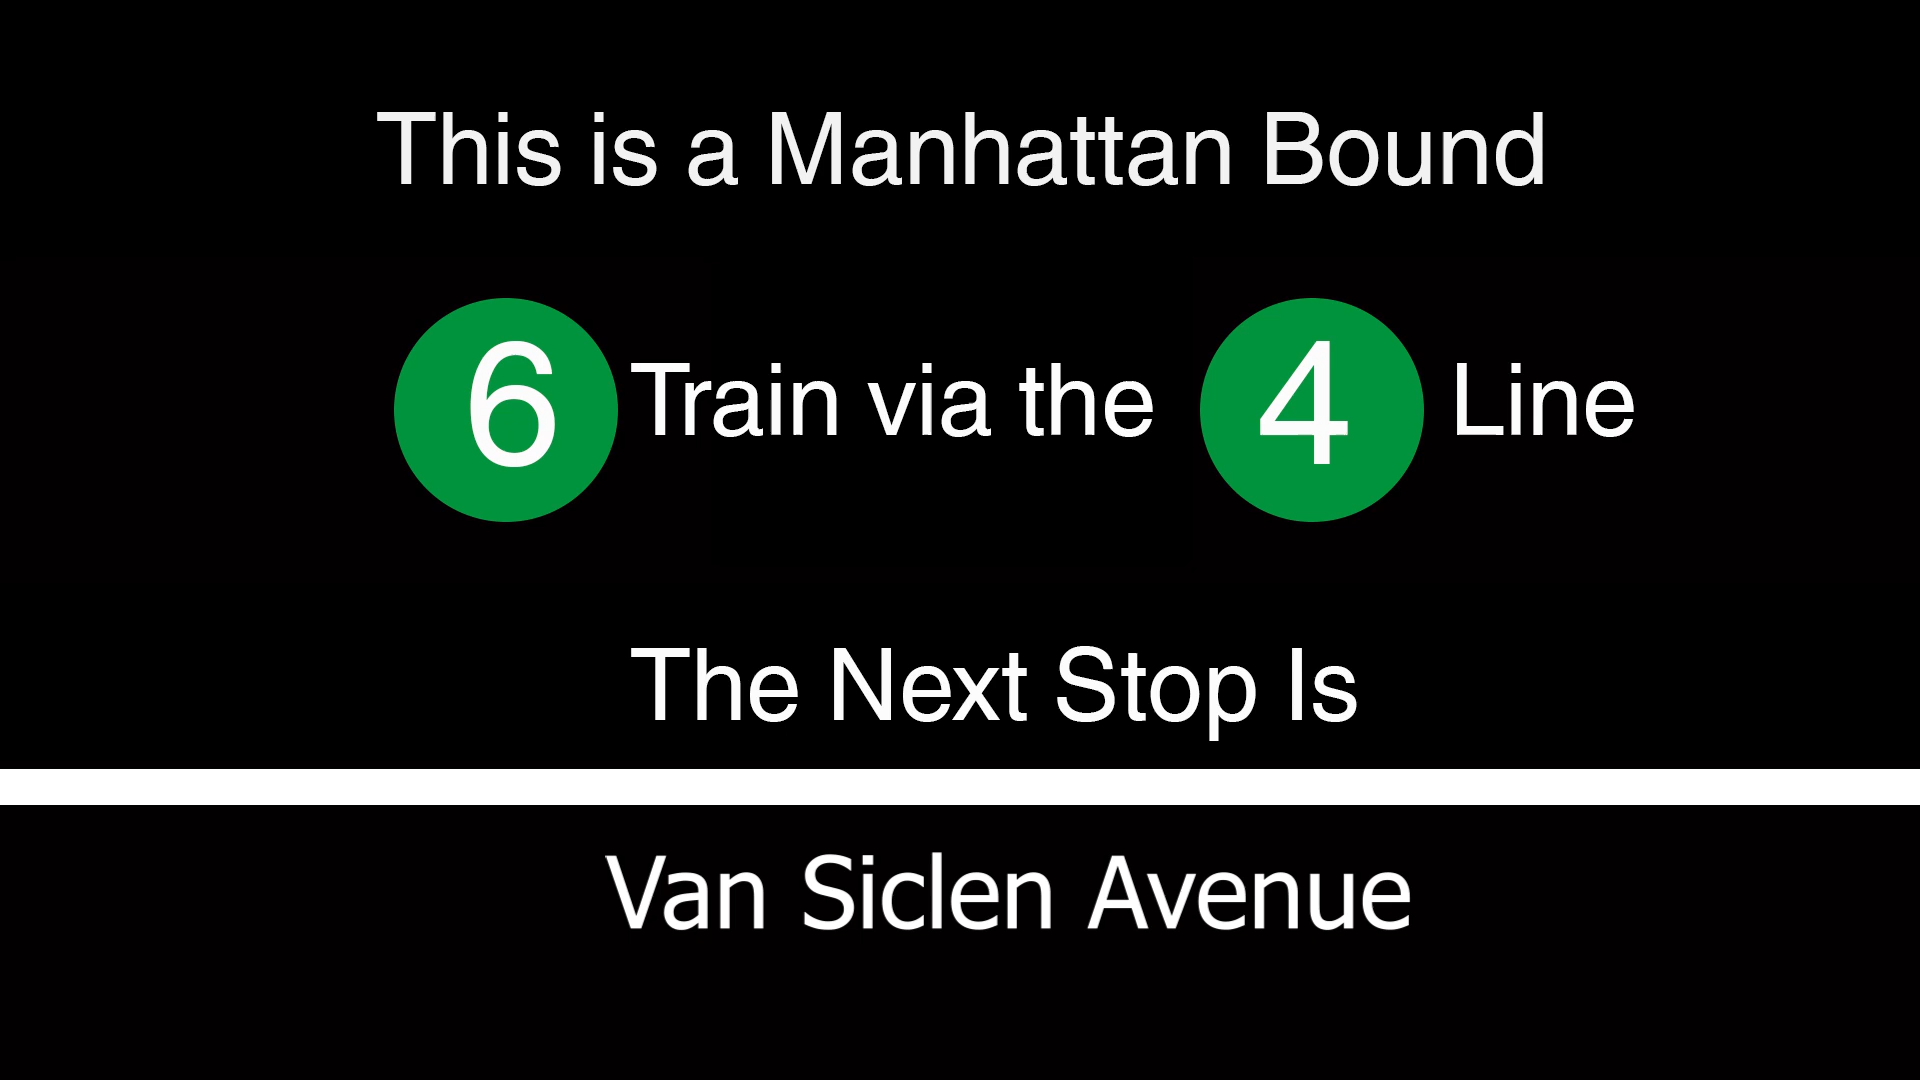 This is a Manhattan Bound
6 Train via the 4 Line
The Next Stop Is
Van Siclen Avenue